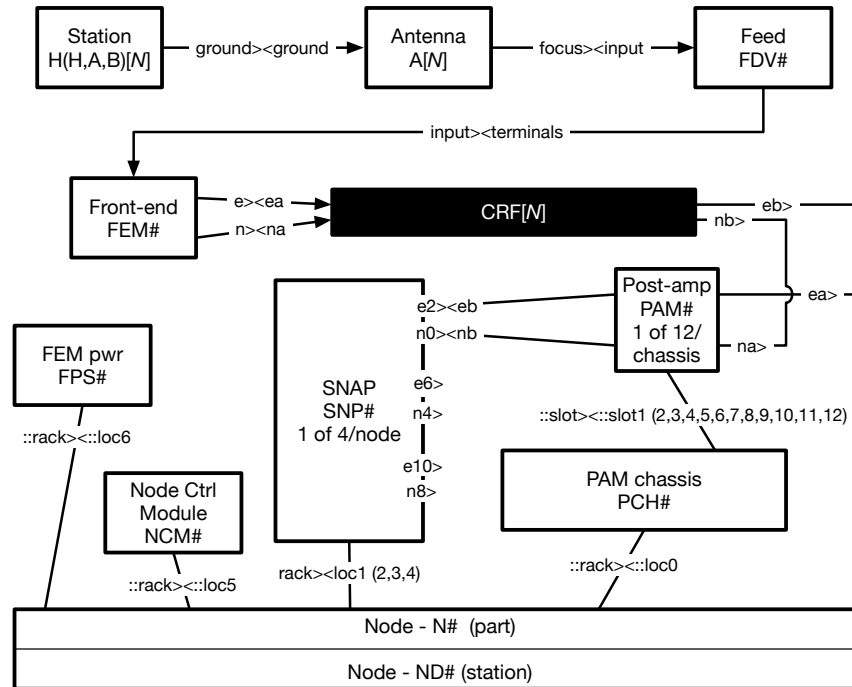 Station
H(H,A,B)[N]
ground><ground
Antenna
A[N]
focus><input
Feed
FDV#
input><terminals
Front-end
FEM#
e><ea
n><na
CRF[N]
eb>
nb>
SNAP
SNP#
1 of 4/node
e2><eb
n0><nb
e6>
n4>
e10>
n8>
Post-amp
PAM#
1 of 12/
chassis
ea>
na>
FEM pwr
FPS#
::rack><::loc6
::slot><::slot1 (2,3,4,5,6,7,8,9,10,11,12)
Node Ctrl
Module
NCM#
PAM chassis
PCH#
::rack><::loc5
rack><loc1 (2,3,4)
::rack><::loc0
Node - N# (part)
Node - ND# (station)